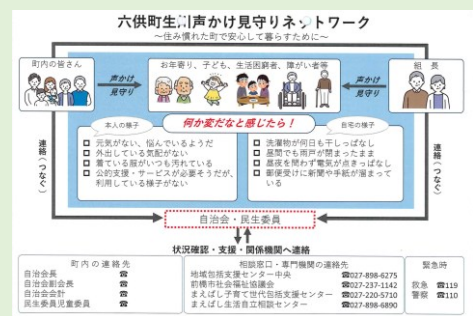 六供町生川声かけ見守りネットワーク
～住み慣れた町で安心して暮らすために～
町内の皆さん
お年寄り、子ども、生活困窮者、障がい者等
組 長
声かけ
見守り
声かけ
見守り
本人の様子
何か変だなと感じたら！
自宅の様子
□ 元気がない、悩んでいるようだ
□ 外出している気配がない
□ 着ている服がいつも汚れている
□ 公的支援・サービスが必要そうだが、
利用している様子がない
□ 洗濯物が何日も干しっぱなし
□ 昼間でも雨戸が閉まったまま
□ 昼夜を問わず電気が点きっぱなし
□ 郵便受けに新聞や手紙が溜まって
いる
連絡（つなぐ）
連絡（つなぐ）
自治会・民生委員
状況確認・支援・関係機関へ連絡
町内の連絡先
自治会長 ☎
自治会副会長 ☎
自治会会計 ☎
民生委員児童委員 ☎
相談窓口・専門機関の連絡先
地域包括支援センター中央 ☎027-898-6275
前橋市社会福祉協議会 ☎027-237-1142
まえばし子育て世代包括支援センター ☎027-220-5710
まえばし生活自立相談センター ☎027-898-6890
緊急時
救急 ☎119
警察 ☎110